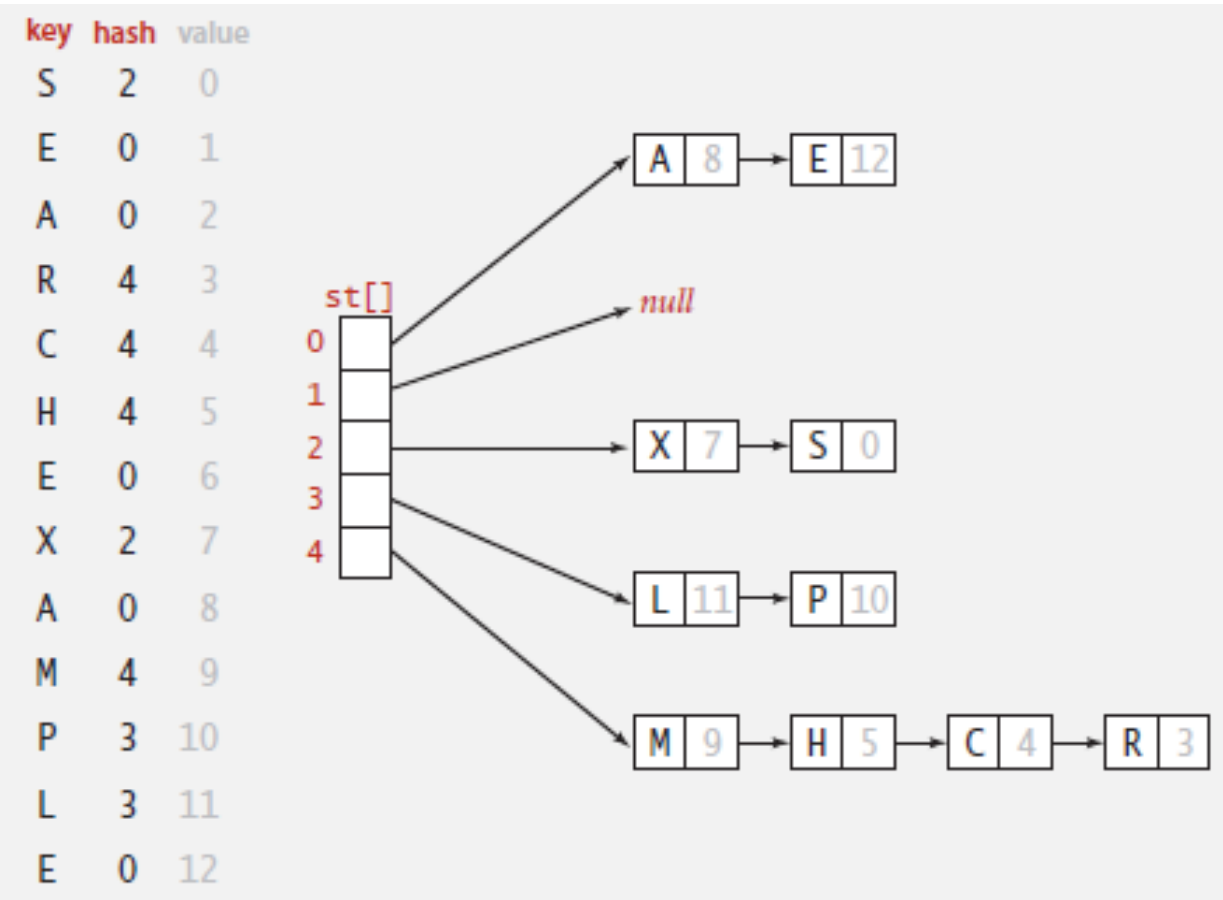 key hash value
S 2 0
E 0 1
A 0 2
R 4 3
C 4 4
H 4 5
E 0 6
X 2 7
A 0 8
M 4 9
P 3 10
L 3 11
E 0 12
st[]
0
1
2
3
4
A 8 E 12
null
X 7 S 0
L 11 P 10
M 9 H 5 C 4 R 3